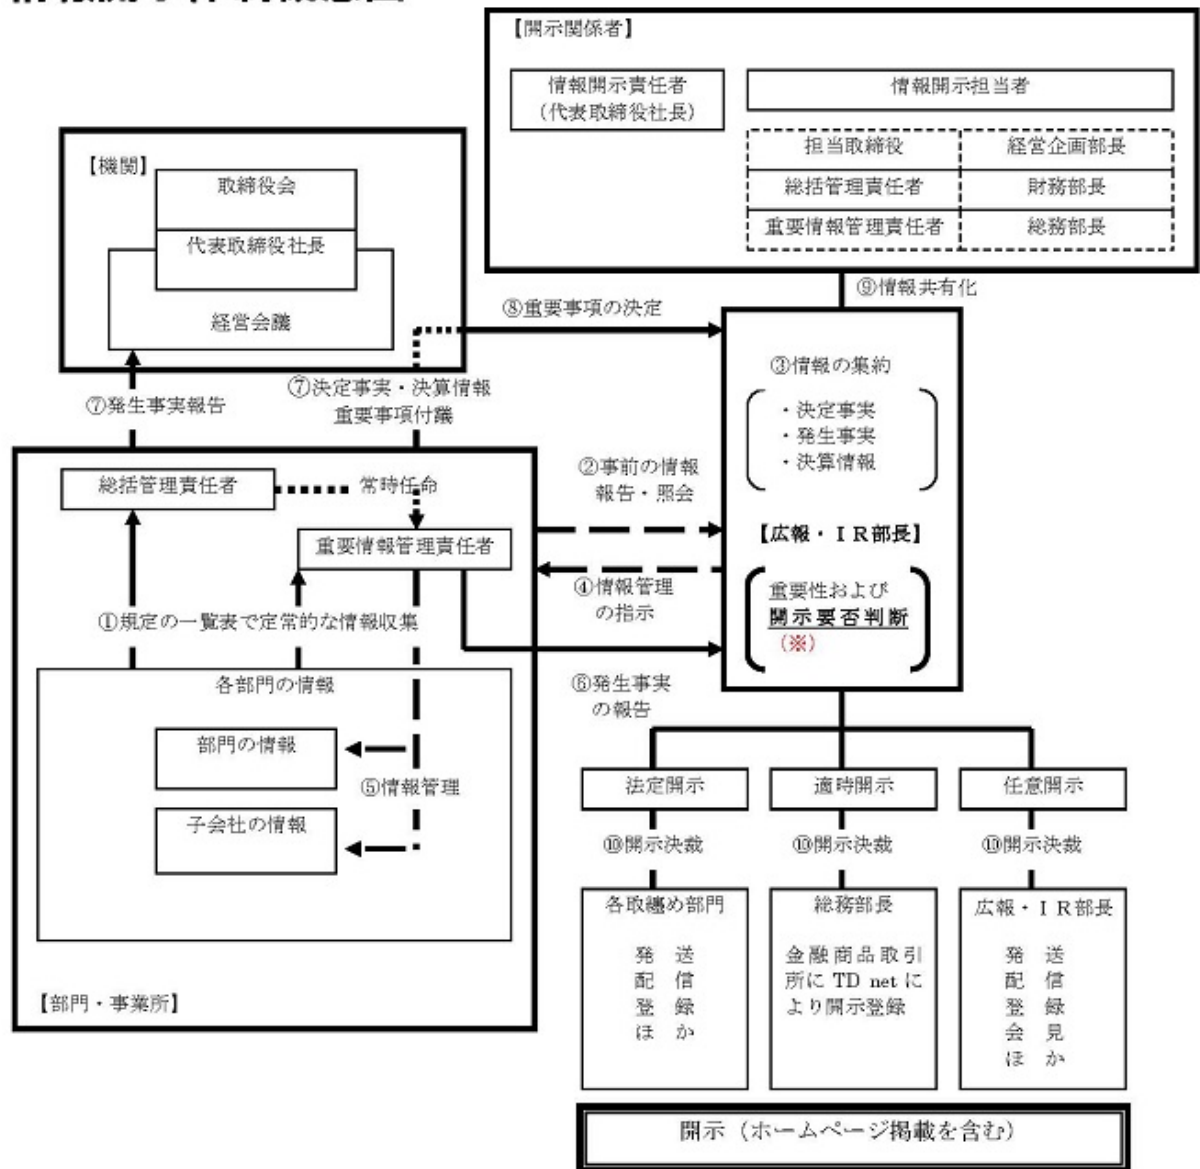 【開示関係者】
情報開示責任者
（代表取締役社長）
情報開示担当者
担当取締役
経営企画部長
総括管理責任者
財務部長
重要情報管理責任者
総務部長
【機関】
取締役会
代表取締役社長
経営会議
⑨情報共有化
⑧重要事項の決定
⑦発生事実報告
⑦決定事実・決算情報
重要事項付議
③情報の集約
・決定事実
・発生事実
・決算情報
【広報・ＩＲ部長】
重要性および
開示要否判断
（※）
②事前の情報
報告・照会
④情報管理
の指示
⑥発生事実
の報告
総括管理責任者
常時任命
重要情報管理責任者
①規定の一覧表で定常的な情報収集
各部門の情報
部門の情報
⑤情報管理
子会社の情報
【部門・事業所】
法定開示
適時開示
任意開示
⑩開示決裁
⑩開示決裁
⑩開示決裁
各取纏め部門
発　送
配　信
登　録
ほ　か
総務部長
金融商品取引
所に TD net に
より開示登録
広報・ＩＲ部長
発　送
配　信
登　録
会　見
ほ　か
開示（ホームページ掲載を含む）